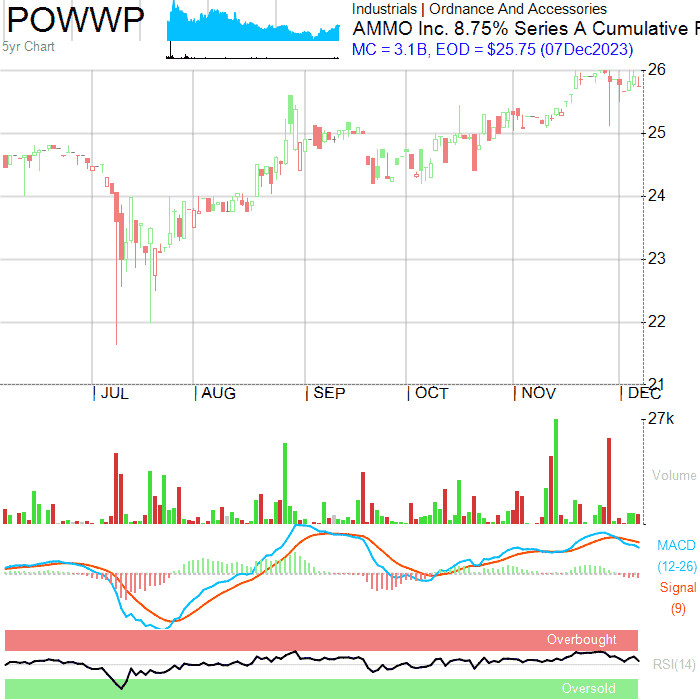 POWWP
5yr Chart
Industrials | Ordnance And Accessories
AMMO Inc. 8.75% Series A Cumulative
MC = 3.1B, EOD = $25.75 (07Dec2023)
26
25
24
23
22
21
JUL AUG SEP OCT NOV DEC
27k
Volume
MACD
(12-26)
Signal
(9)
Overbought
RSI(14)
Oversold